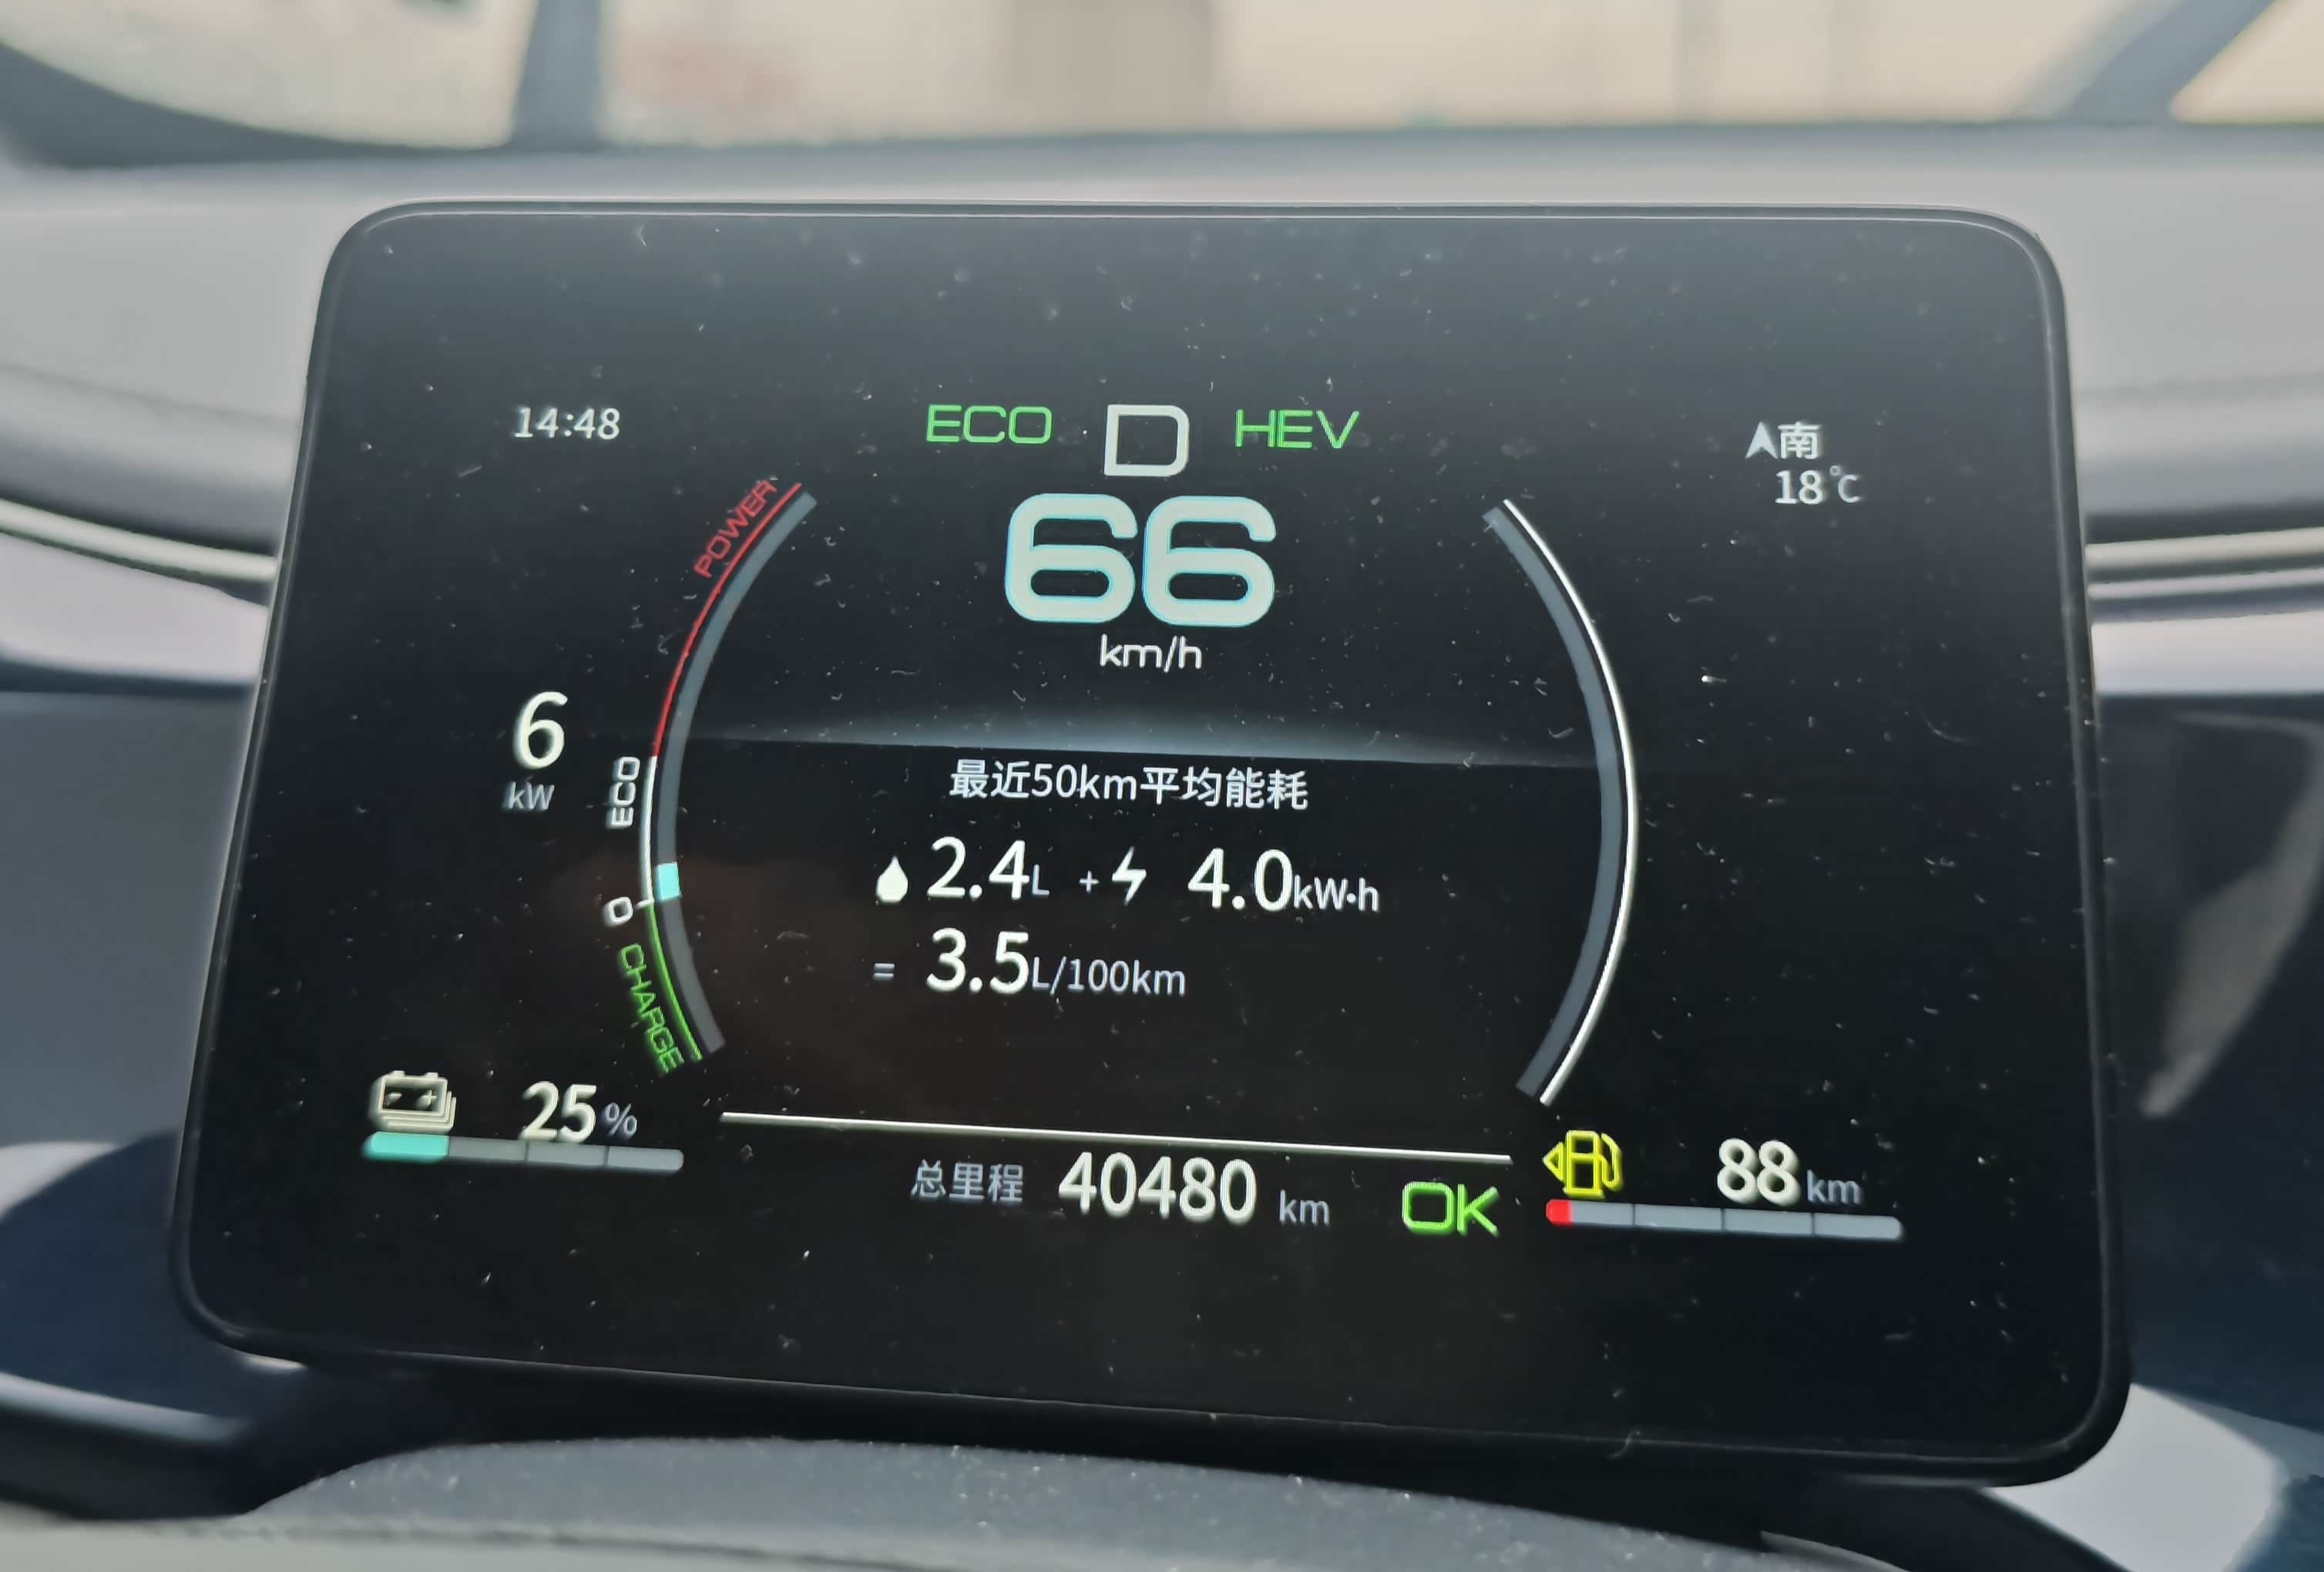 14:48
ECO D HEV
南
18℃
POWER
66
km/h
6
kW
ECO
最近50km平均能耗
2.4L + 4.0kW·h
= 3.5L/100km
0
CHARGE
25%
总里程 40480 km
OK
88km